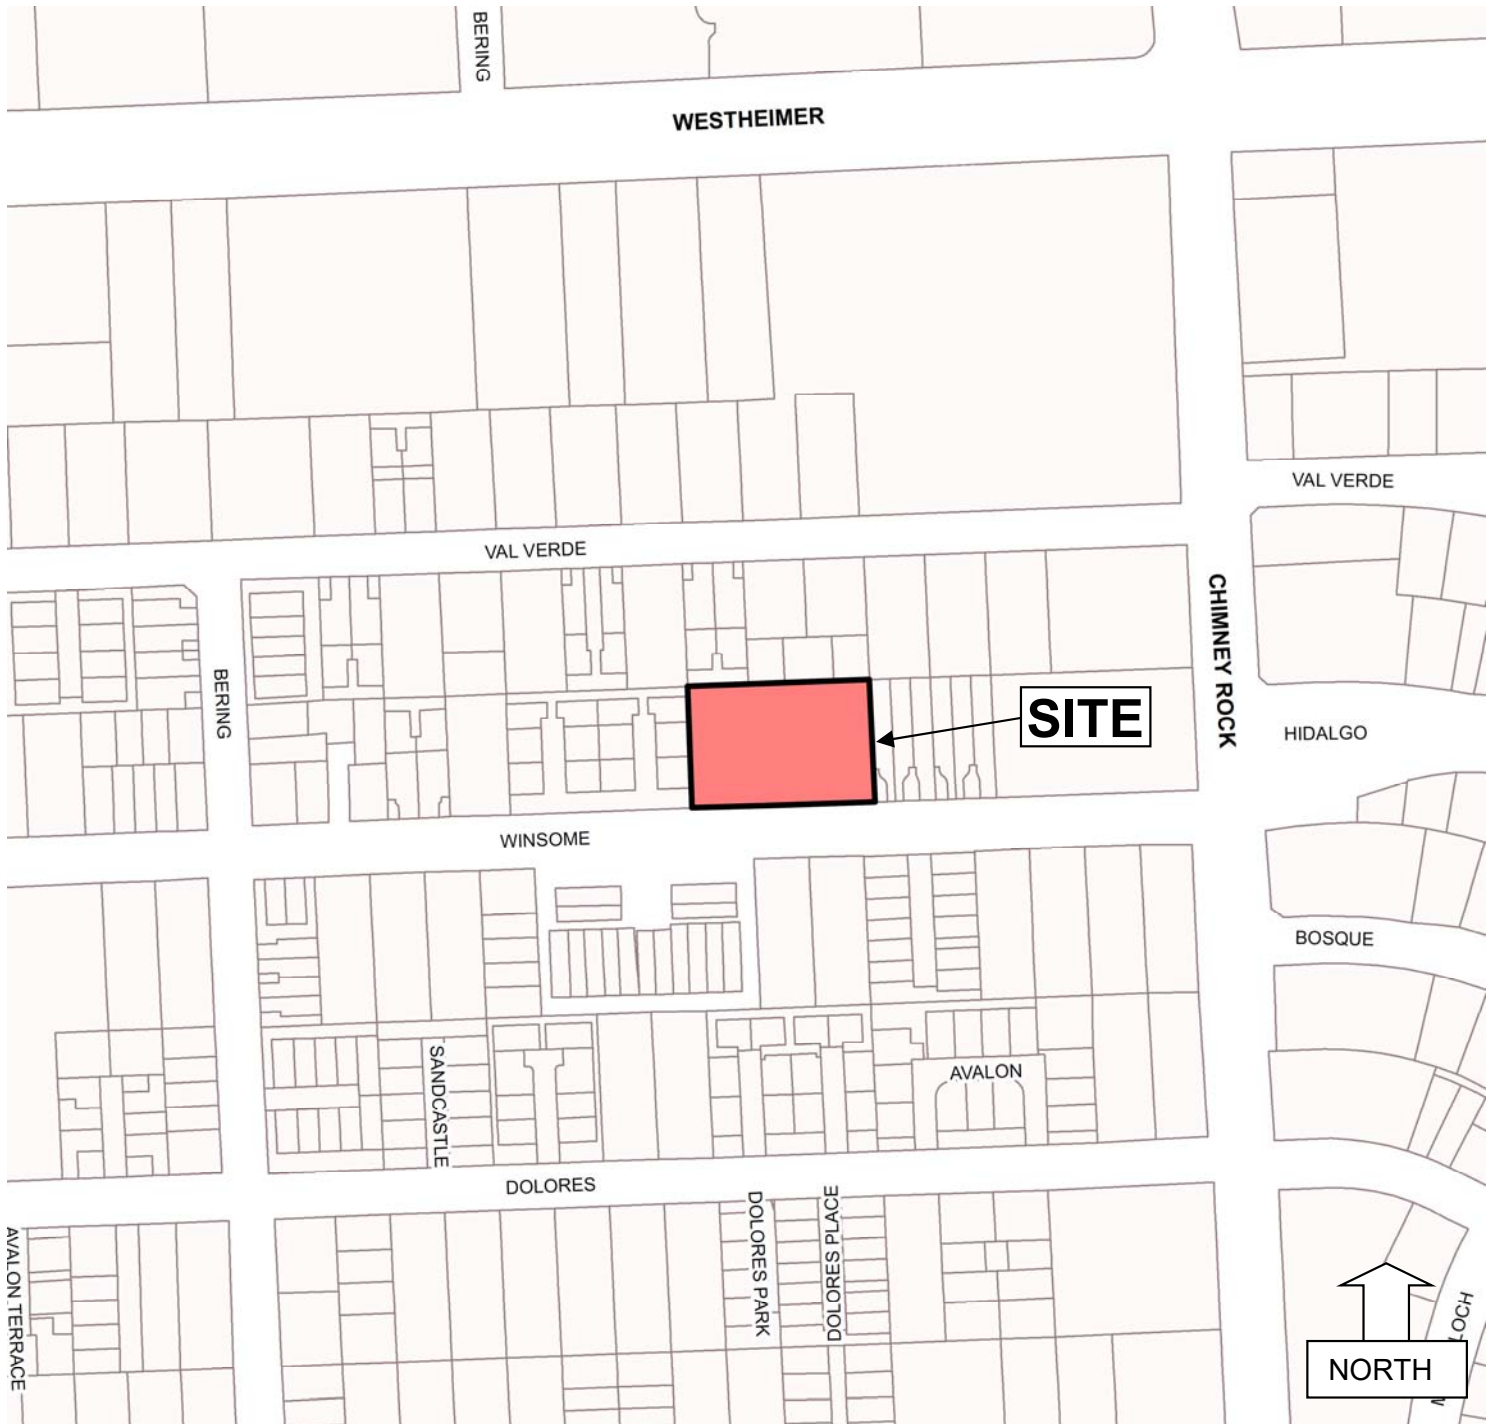 BERING
WESTHEIMER
VAL VERDE
VAL VERDE
CHIMNEY ROCK
BERING
SITE
HIDALGO
WINSOME
BOSQUE
SANDCASTLE
AVALON
DOLORES
DOLORES PARK
DOLORES PLACE
AVALON TERRACE
NORTH